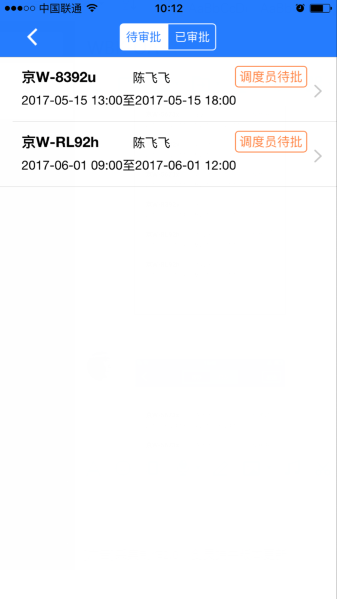 中国联通 10:12
待审批 已审批
京W-8392u 陈飞飞 调度员待批
2017-05-15 13:00至2017-05-15 18:00
京W-RL92h 陈飞飞 调度员待批
2017-06-01 09:00至2017-06-01 12:00